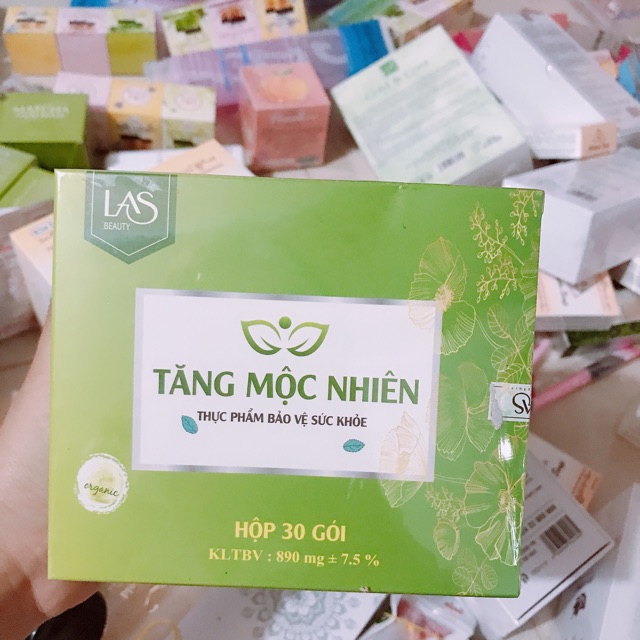 MATCHA
LAS
BEAUTY
TĂNG MỘC NHIÊN
THỰC PHẨM BẢO VỆ SỨC KHỎE
organic
HỘP 30 GÓI
KLTBV : 890 mg ± 7.5 %